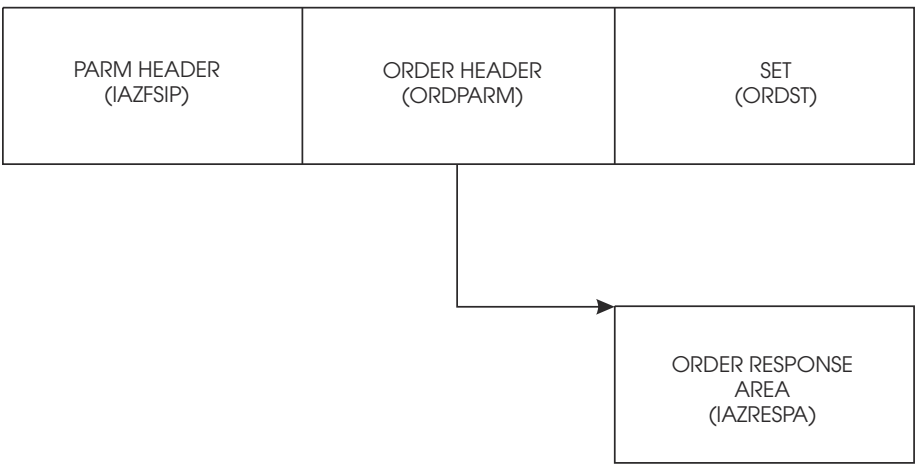 PARM HEADER
(IAZFSIP)
ORDER HEADER
(ORDPARM)
SET
(ORDST)
ORDER RESPONSE
AREA
(IAZRESPA)